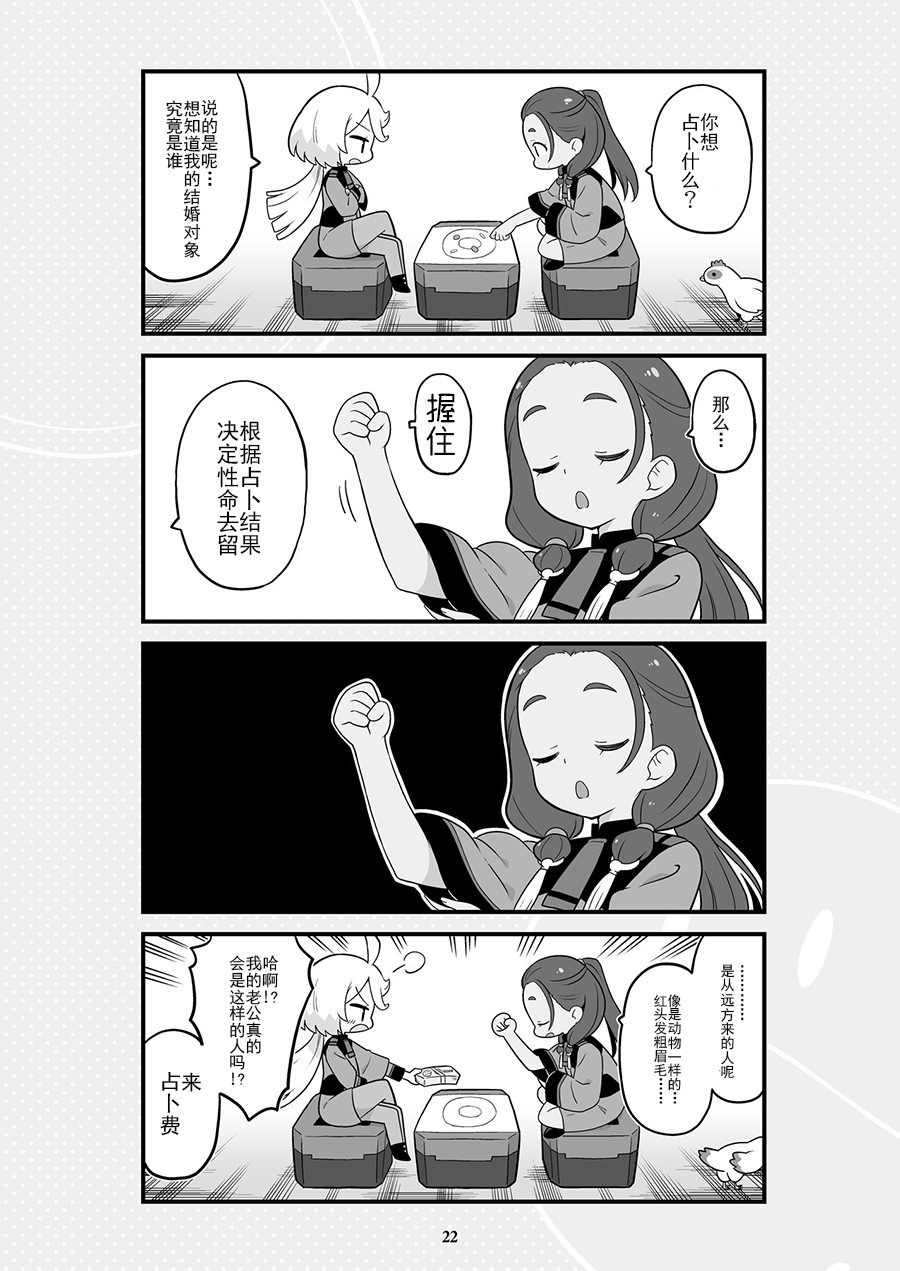 你想
占卜什么？
说的是呢…
想知道我的结婚对象
究竟是谁
那么…
握住
根据占卜结果
决定性命去留
…………
是从远方来的人呢
像是动物一样的…
红头发粗眉毛……
哈啊!?
我的老公真的
会是这样的人吗!?
来
占卜费
22